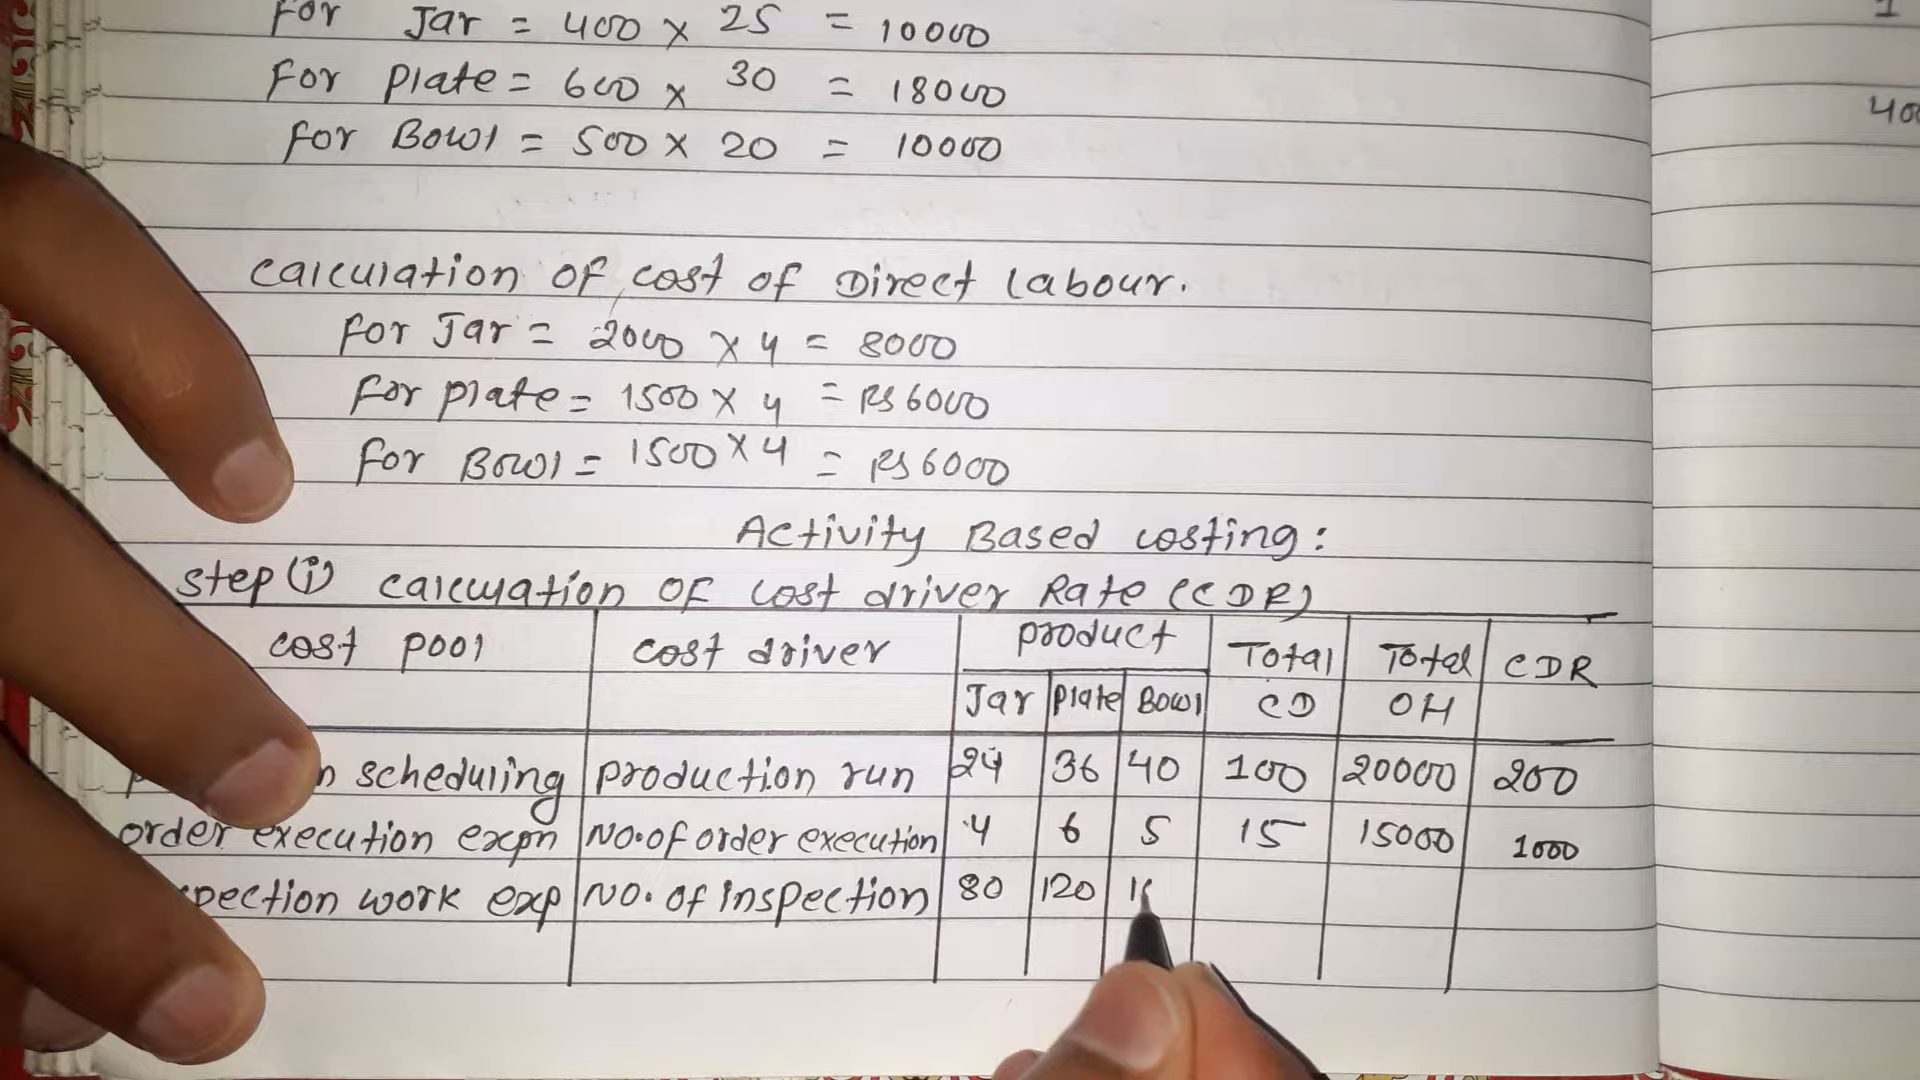 For Jar = 400 x 25 = 10000
For plate = 600 x 30 = 18000
For Bowl = 500 x 20 = 10000
calculation of cost of Direct labour.
For Jar = 2000 x 4 = 8000
For plate = 1500 x 4 = Rs 6000
For Bowl = 1500 x 4 = Rs 6000
Activity Based costing:
step (i) calculation of cost driver Rate (CDR)
cost pool cost driver product Total Total CDR
Jar plate Bowl CD OH
scheduling production run 24 36 40 100 20000 200
order execution expn No. of order execution 4 6 5 15 15000 1000
work exp No. of inspection 80 120